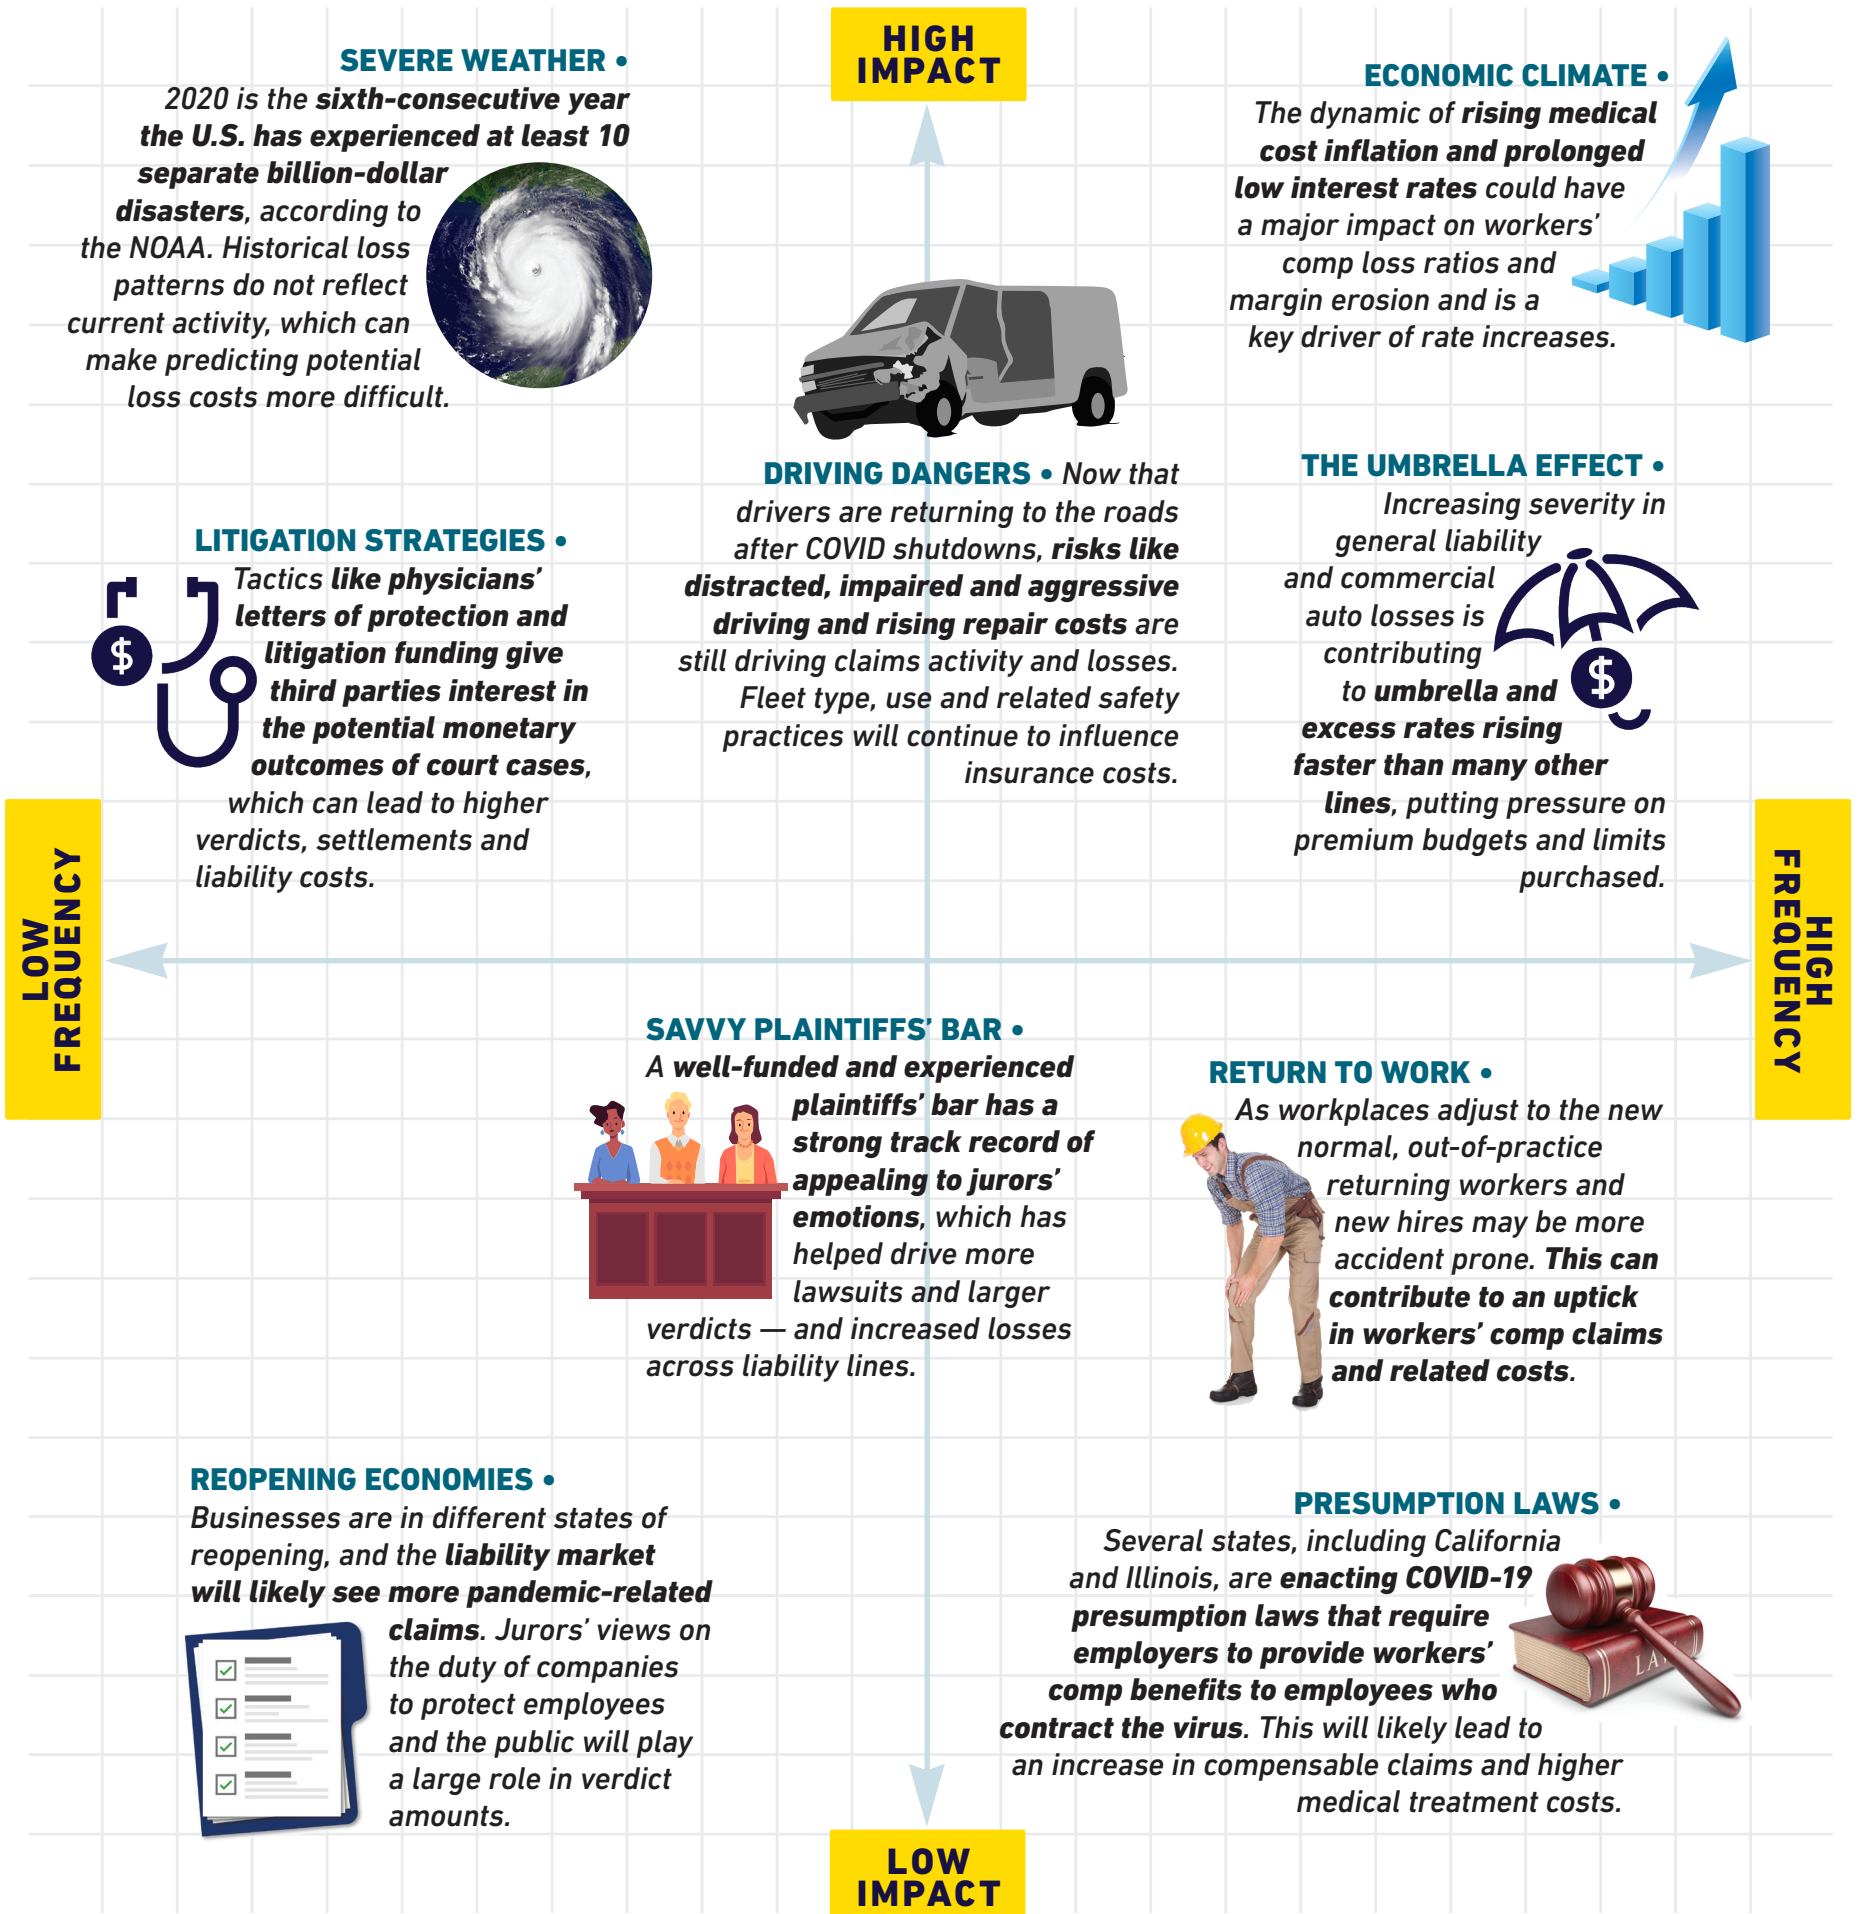 HIGH
IMPACT
SEVERE WEATHER •
2020 is the sixth-consecutive year
the U.S. has experienced at least 10
separate billion-dollar
disasters, according to
the NOAA. Historical loss
patterns do not reflect
current activity, which can
make predicting potential
loss costs more difficult.
ECONOMIC CLIMATE •
The dynamic of rising medical
cost inflation and prolonged
low interest rates could have
a major impact on workers’
comp loss ratios and
margin erosion and is a
key driver of rate increases.
DRIVING DANGERS • Now that
drivers are returning to the roads
after COVID shutdowns, risks like
distracted, impaired and aggressive
driving and rising repair costs are
still driving claims activity and losses.
Fleet type, use and related safety
practices will continue to influence
insurance costs.
THE UMBRELLA EFFECT •
Increasing severity in
general liability
and commercial
auto losses is
contributing
to umbrella and
excess rates rising
faster than many other
lines, putting pressure on
premium budgets and limits
purchased.
$
LITIGATION STRATEGIES •
Tactics like physicians’
letters of protection and
litigation funding give
third parties interest in
the potential monetary
outcomes of court cases,
which can lead to higher
verdicts, settlements and
liability costs.
$
LOW
FREQUENCY
HIGH
FREQUENCY
SAVVY PLAINTIFFS’ BAR •
A well-funded and experienced
plaintiffs’ bar has a
strong track record of
appealing to jurors’
emotions, which has
helped drive more
lawsuits and larger
verdicts — and increased losses
across liability lines.
RETURN TO WORK •
As workplaces adjust to the new
normal, out-of-practice
returning workers and
new hires may be more
accident prone. This can
contribute to an uptick
in workers’ comp claims
and related costs.
REOPENING ECONOMIES •
Businesses are in different states of
reopening, and the liability market
will likely see more pandemic-related
claims. Jurors’ views on
the duty of companies
to protect employees
and the public will play
a large role in verdict
amounts.
PRESUMPTION LAWS •
Several states, including California
and Illinois, are enacting COVID-19
presumption laws that require
employers to provide workers’
comp benefits to employees who
contract the virus. This will likely lead to
an increase in compensable claims and higher
medical treatment costs.
LOW
IMPACT